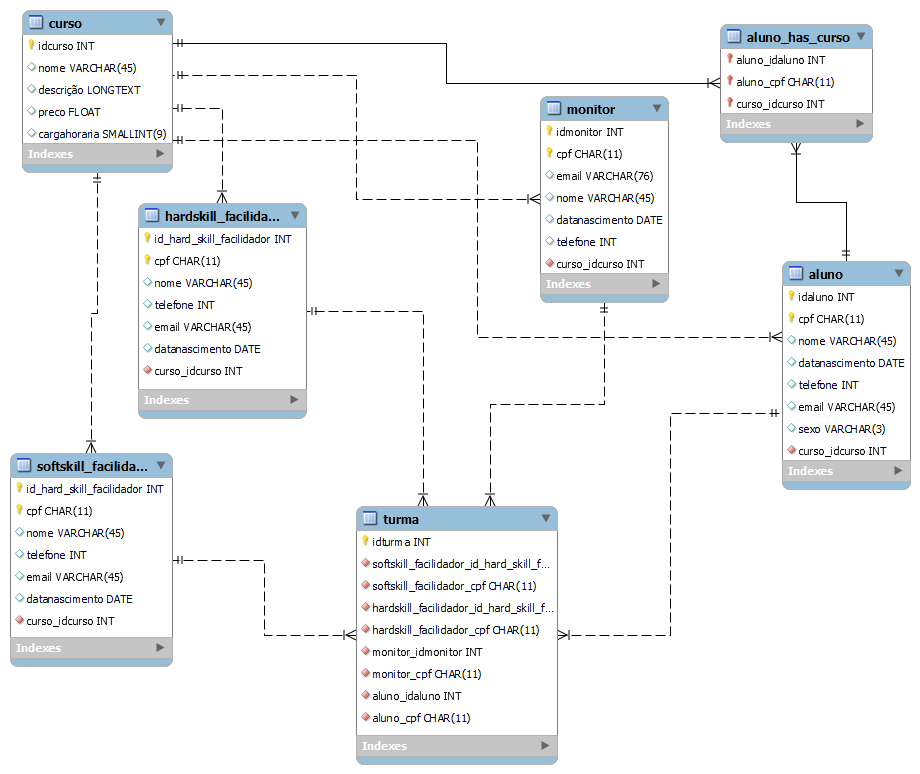 curso
idcurso INT
nome VARCHAR(45)
descrição LONGTEXT
preco FLOAT
cargahoraria SMALLINT(9)
Indexes
aluno_has_curso
aluno_idaluno INT
aluno_cpf CHAR(11)
curso_idcurso INT
Indexes
monitor
idmonitor INT
cpf CHAR(11)
email VARCHAR(76)
nome VARCHAR(45)
datanascimento DATE
telefone INT
curso_idcurso INT
Indexes
hardskill_facilida...
id_hard_skill_facilidador INT
cpf CHAR(11)
nome VARCHAR(45)
telefone INT
email VARCHAR(45)
datanascimento DATE
curso_idcurso INT
Indexes
aluno
idaluno INT
cpf CHAR(11)
nome VARCHAR(45)
datanascimento DATE
telefone INT
email VARCHAR(45)
sexo VARCHAR(3)
curso_idcurso INT
Indexes
softskill_facilida...
id_hard_skill_facilidador INT
cpf CHAR(11)
nome VARCHAR(45)
telefone INT
email VARCHAR(45)
datanascimento DATE
curso_idcurso INT
Indexes
turma
idturma INT
softskill_facilidador_id_hard_skill_f...
softskill_facilidador_cpf CHAR(11)
hardskill_facilidador_id_hard_skill_f...
hardskill_facilidador_cpf CHAR(11)
monitor_idmonitor INT
monitor_cpf CHAR(11)
aluno_idaluno INT
aluno_cpf CHAR(11)
Indexes